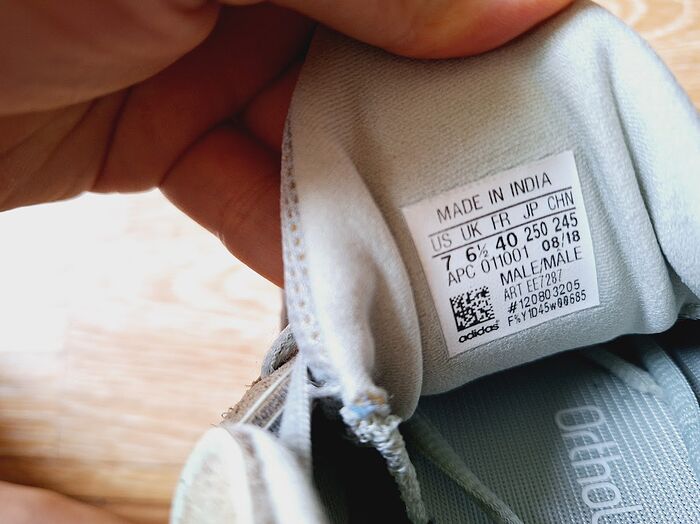 MADE IN INDIA
US UK FR JP CHN
7 6½ 40 250 245
APC 011001 08/18
MALE/MALE
ART EE7287
#120803205
F%Y1D45w00685
adidas